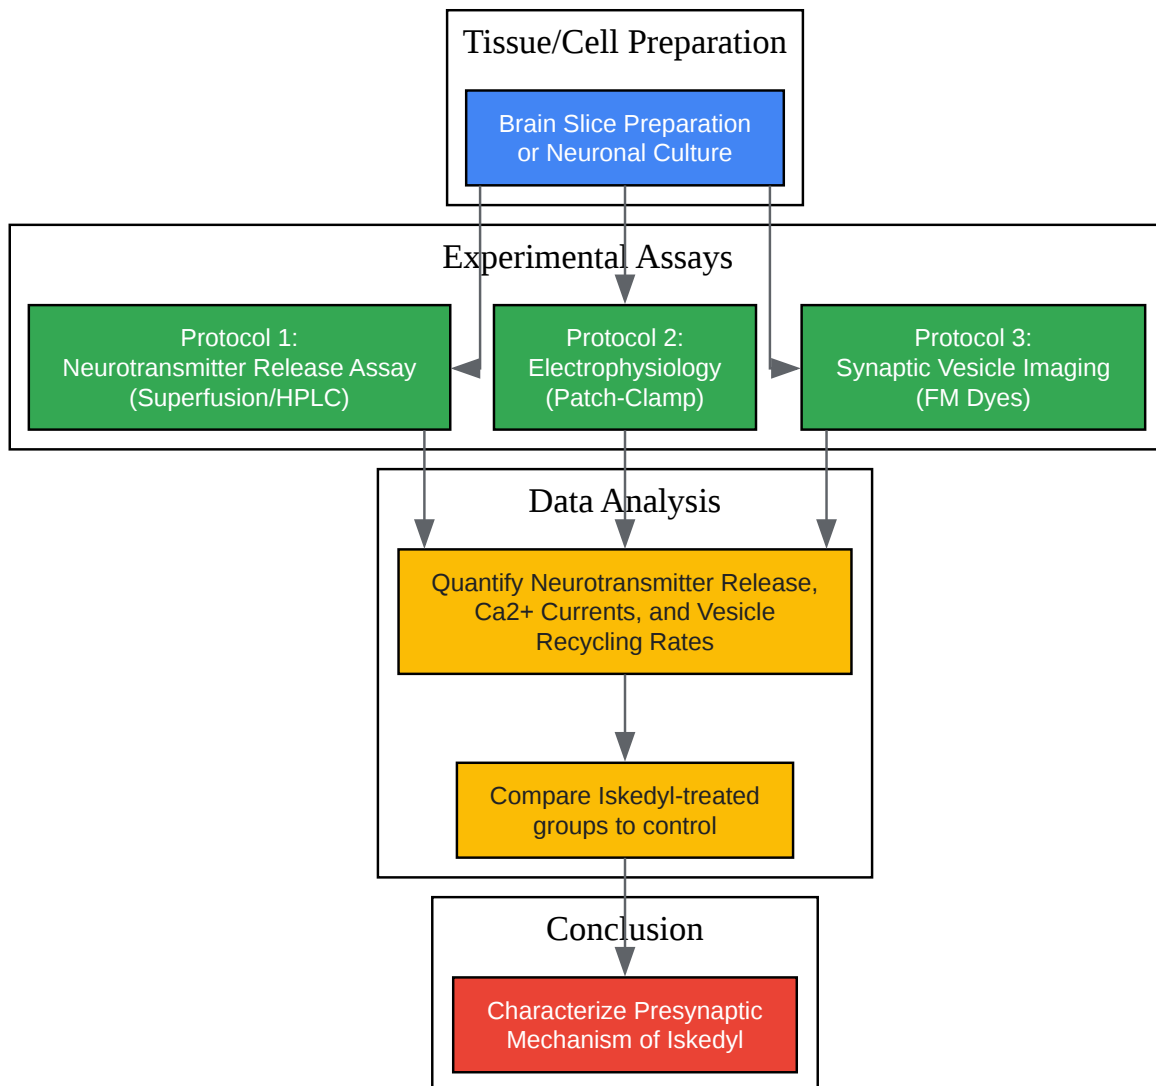 Tissue/Cell Preparation
Brain Slice Preparation
or Neuronal Culture
Experimental Assays
Protocol 1:
Neurotransmitter Release Assay
(Superfusion/HPLC)
Protocol 2:
Electrophysiology
(Patch-Clamp)
Protocol 3:
Synaptic Vesicle Imaging
(FM Dyes)
Data Analysis
Quantify Neurotransmitter Release,
Ca2+ Currents, and Vesicle
Recycling Rates
Compare Iskedyl-treated
groups to control
Conclusion
Characterize Presynaptic
Mechanism of Iskedyl